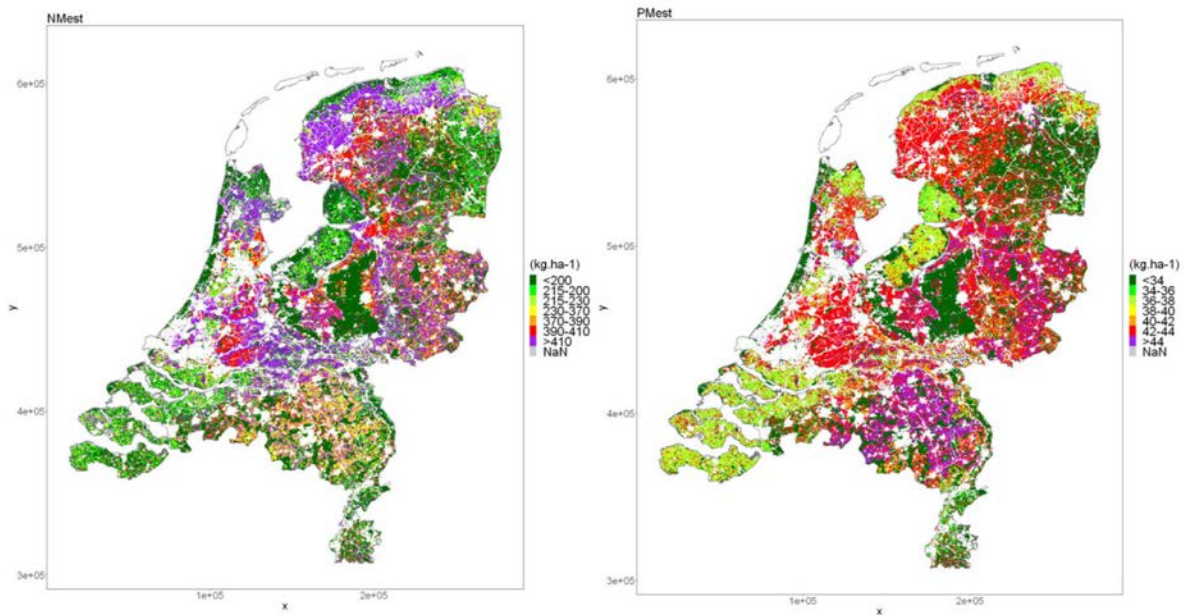 NMest
6e+05
5e+05
4e+05
3e+05
y
1e+05
2e+05
x
(kg.ha-1)
<200
215-200
215-230
230-370
370-390
390-410
>410
NaN
PMest
6e+05
5e+05
4e+05
3e+05
y
1e+05
2e+05
x
(kg.ha-1)
<34
34-36
36-38
38-40
40-42
42-44
>44
NaN